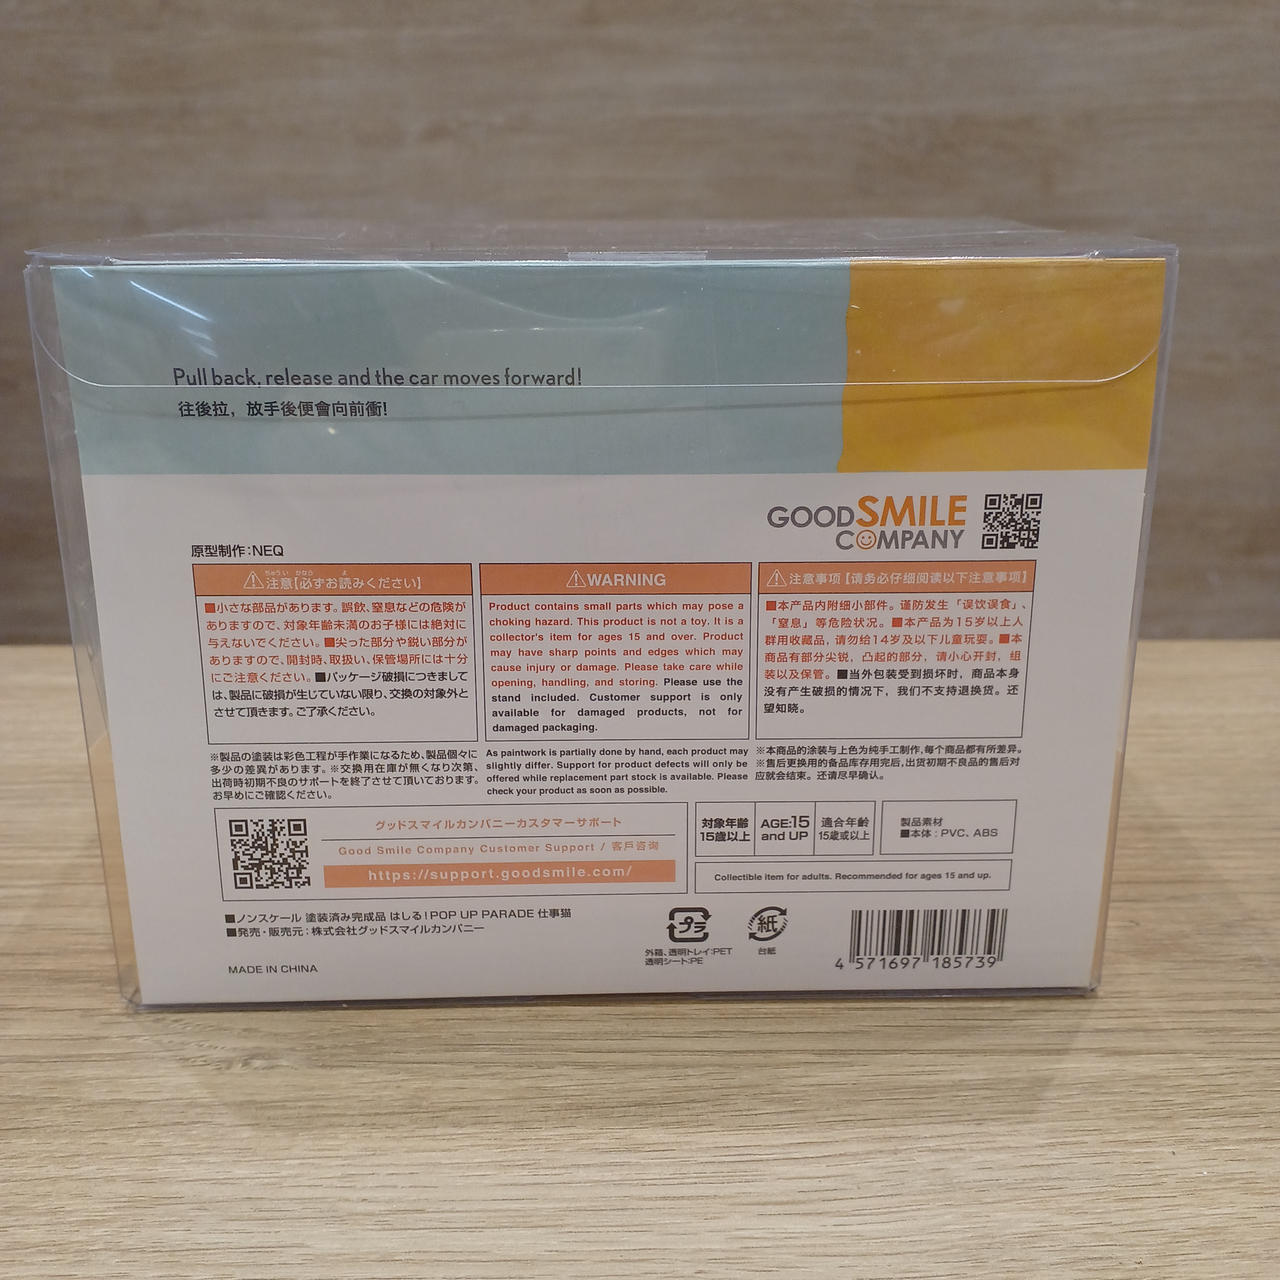 Pull back, release and the car moves forward!
往後拉，放手後便會向前衝!
GOODSMILE
COMPANY
原型制作：NEQ
ちゅうい かなら よ
注意【必ずお読みください】
■小さな部品があります。誤飲、窒息などの危険が
ありますので、対象年齢未満のお子様には絶対に
与えないでください。■尖った部分や鋭い部分が
ありますので、開封時、取扱い、保管場所には十分
にご注意ください。■パッケージ破損につきまして
は、製品に破損が生じていない限り、交換の対象外と
させて頂きます。ご了承ください。
WARNING
Product contains small parts which may pose a
choking hazard. This product is not a toy. It is a
collector's item for ages 15 and over. Product
may have sharp points and edges which may
cause injury or damage. Please take care while
opening, handling, and storing. Please use the
stand included. Customer support is only
available for damaged products, not for
damaged packaging.
注意事项【请务必仔细阅读以下注意事项】
■本产品内附细小部件。谨防发生「误饮误食」、
「窒息」等危险状况。■本产品为15岁以上人
群用收藏品，请勿给14岁及以下儿童玩耍。■本
商品有部分尖锐，凸起的部分，请小心开封，组
装以及保管。■当外包装受到损坏时，商品本身
没有产生破损的情况下，我们不支持退换货。还
望知晓。
※製品の塗装は彩色工程が手作業になるため、製品個々に
多少の差異があります。※交換用在庫が無くなり次第、
出荷時初期不良のサポートを終了させて頂いております。
お早めにご確認ください。
As paintwork is partially done by hand, each product may
slightly differ. Support for product defects will only be
offered while replacement part stock is available. Please
check your product as soon as possible.
※本商品的涂装与上色为纯手工制作,每个商品都有所差异。
※售后更换用的备品库存用完后,出货初期不良品的售后对
应就会结束。还请尽早确认。
グッドスマイルカンパニーカスタマーサポート
Good Smile Company Customer Support / 客戶咨询
https://support.goodsmile.com/
対象年齢
15歳以上
AGE:15
and UP
適合年齡
15歲或以上
製品素材
■本体：PVC、ABS
Collectible item for adults. Recommended for ages 15 and up.
■ノンスケール 塗装済み完成品 はしる！POP UP PARADE 仕事猫
■発売・販売元：株式会社グッドスマイルカンパニー
MADE IN CHINA
プラ
外箱、透明トレイ:PET
透明シート:PE
紙
台紙
4 571697 185739